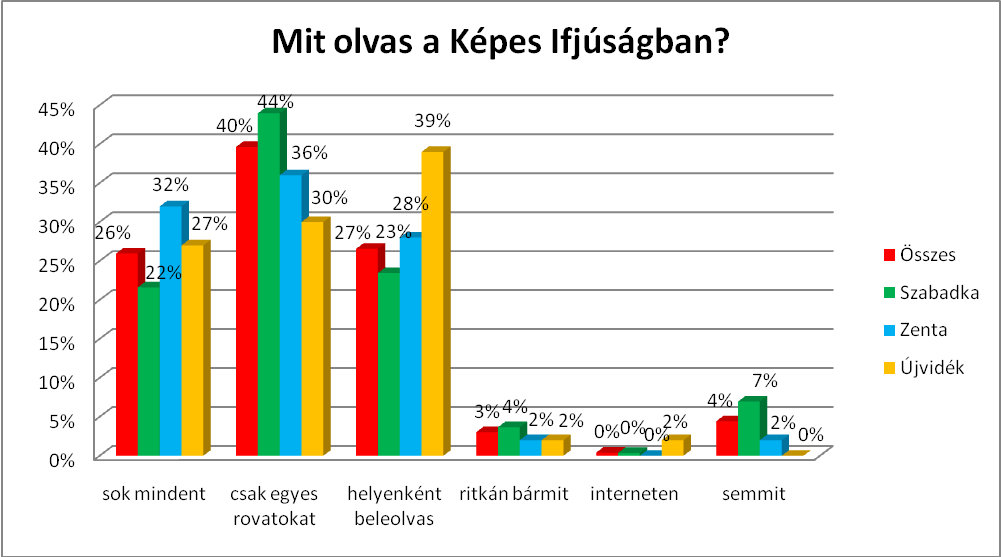 Mit olvas a Képes Ifjúságban?
45%
40%
35%
30%
25%
20%
15%
10%
5%
0%
26%
22%
32%
27%
40%
44%
36%
30%
27%
23%
28%
39%
3%
4%
2%
2%
0%
0%
0%
2%
4%
7%
2%
0%
sok mindent
csak egyes
rovatokat
helyenként
beleolvas
ritkán bármit
interneten
semmit
Összes
Szabadka
Zenta
Újvidék